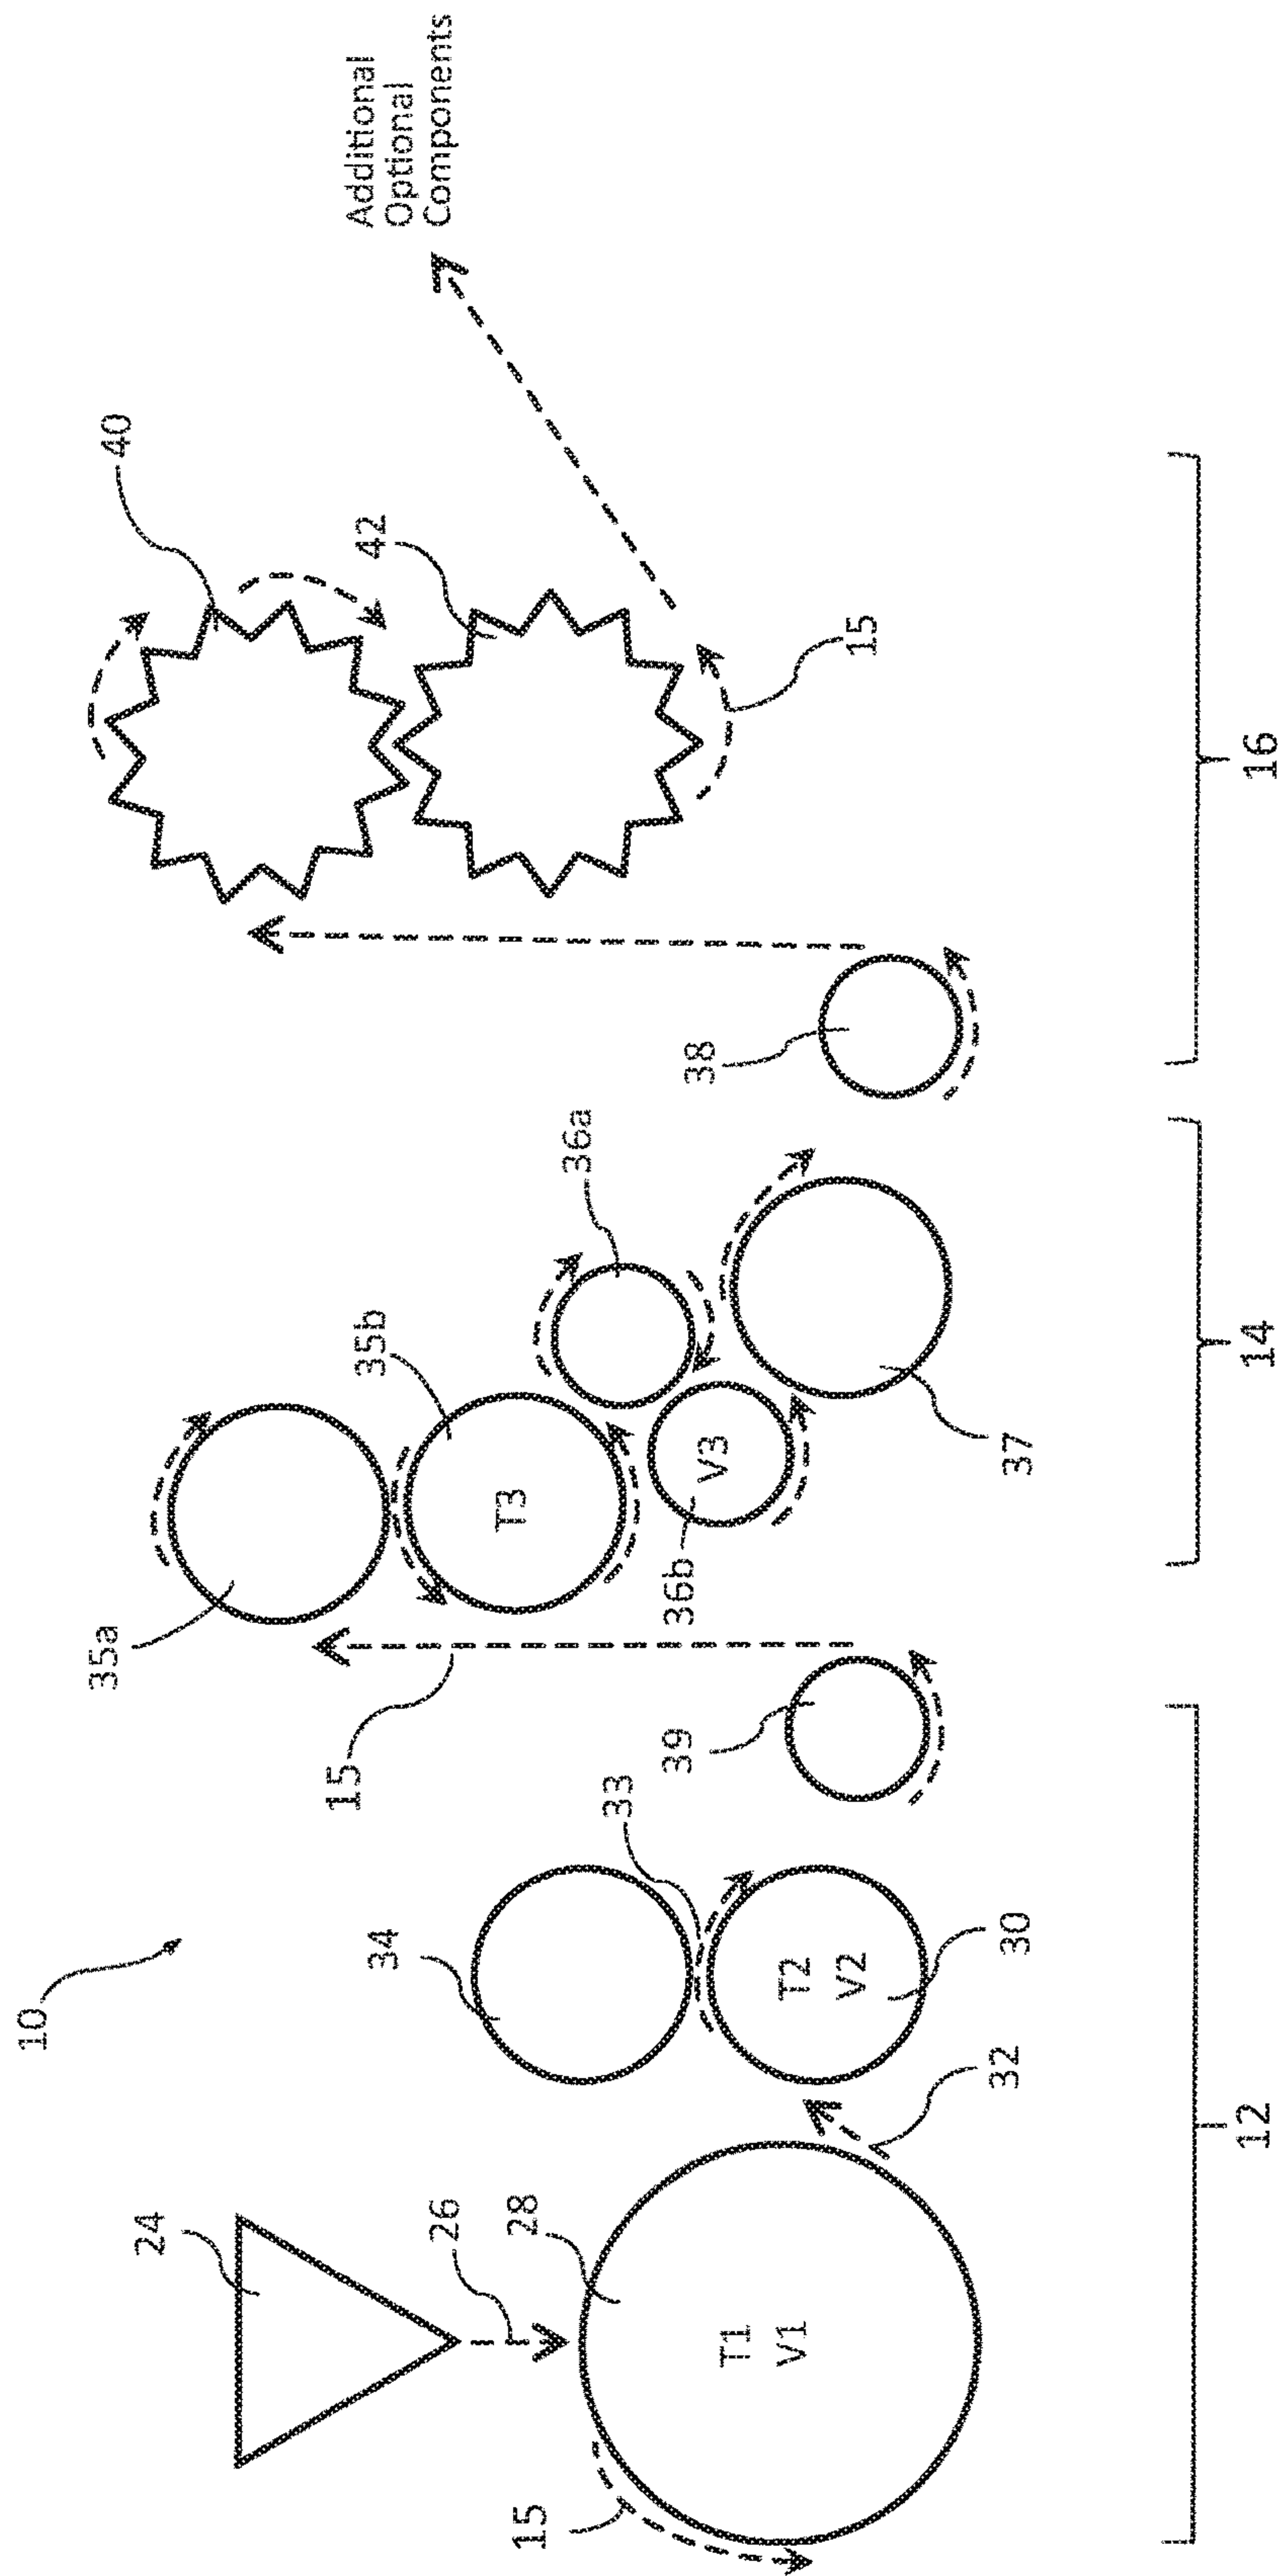 10
35a
40
24
Additional
Optional
Components
15
35b
42
34
26
T3
28
15
36a
33
39
36b
38
V3
T1
V1
T2
V2
15
32
30
37
12
14
16